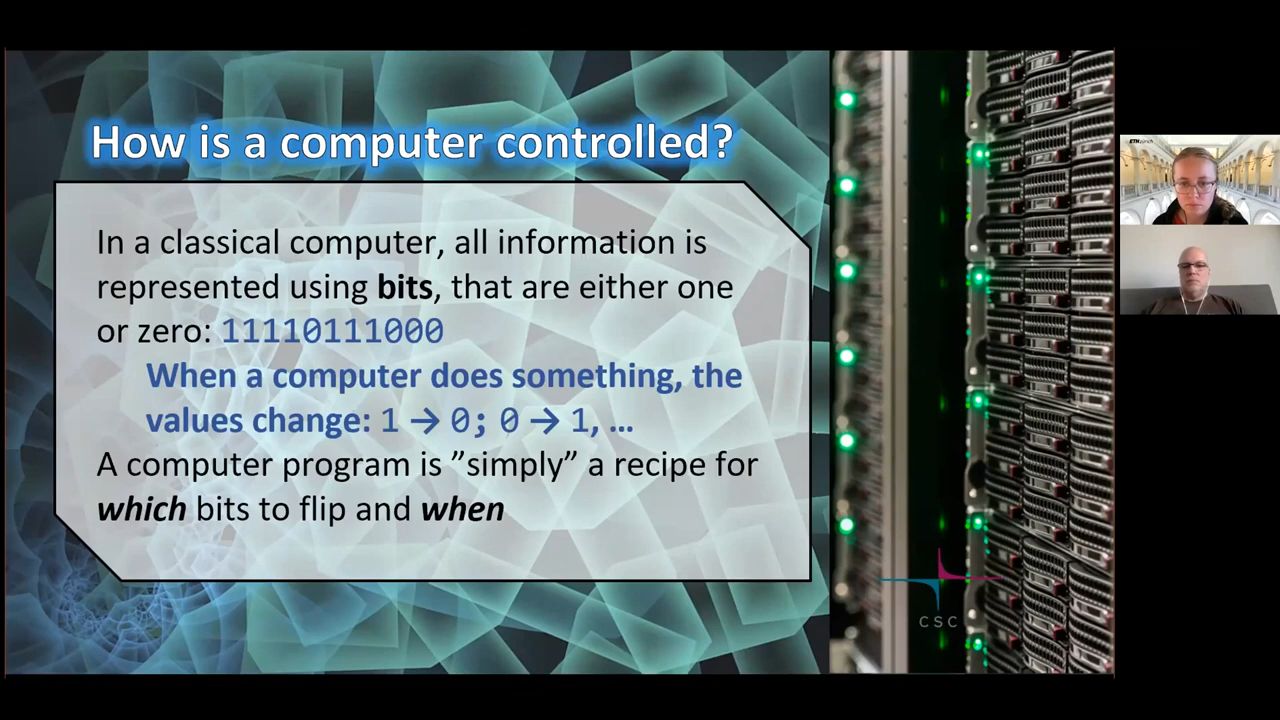 How is a computer controlled?
In a classical computer, all information is
represented using bits, that are either one
or zero: 11110111000
When a computer does something, the
values change: 1 → 0; 0 → 1, …
A computer program is ”simply” a recipe for
which bits to flip and when
CSC
ETH zürich